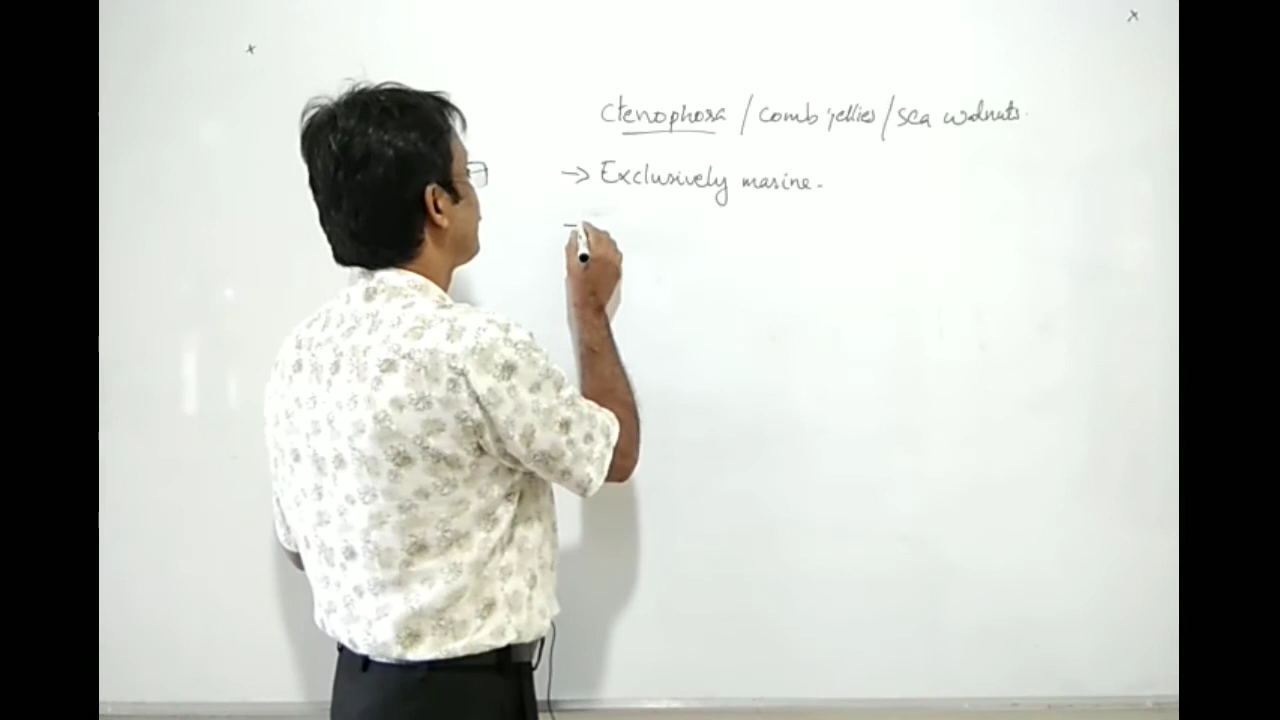 Ctenophora / comb jellies / sea walnuts.
→ Exclusively marine.